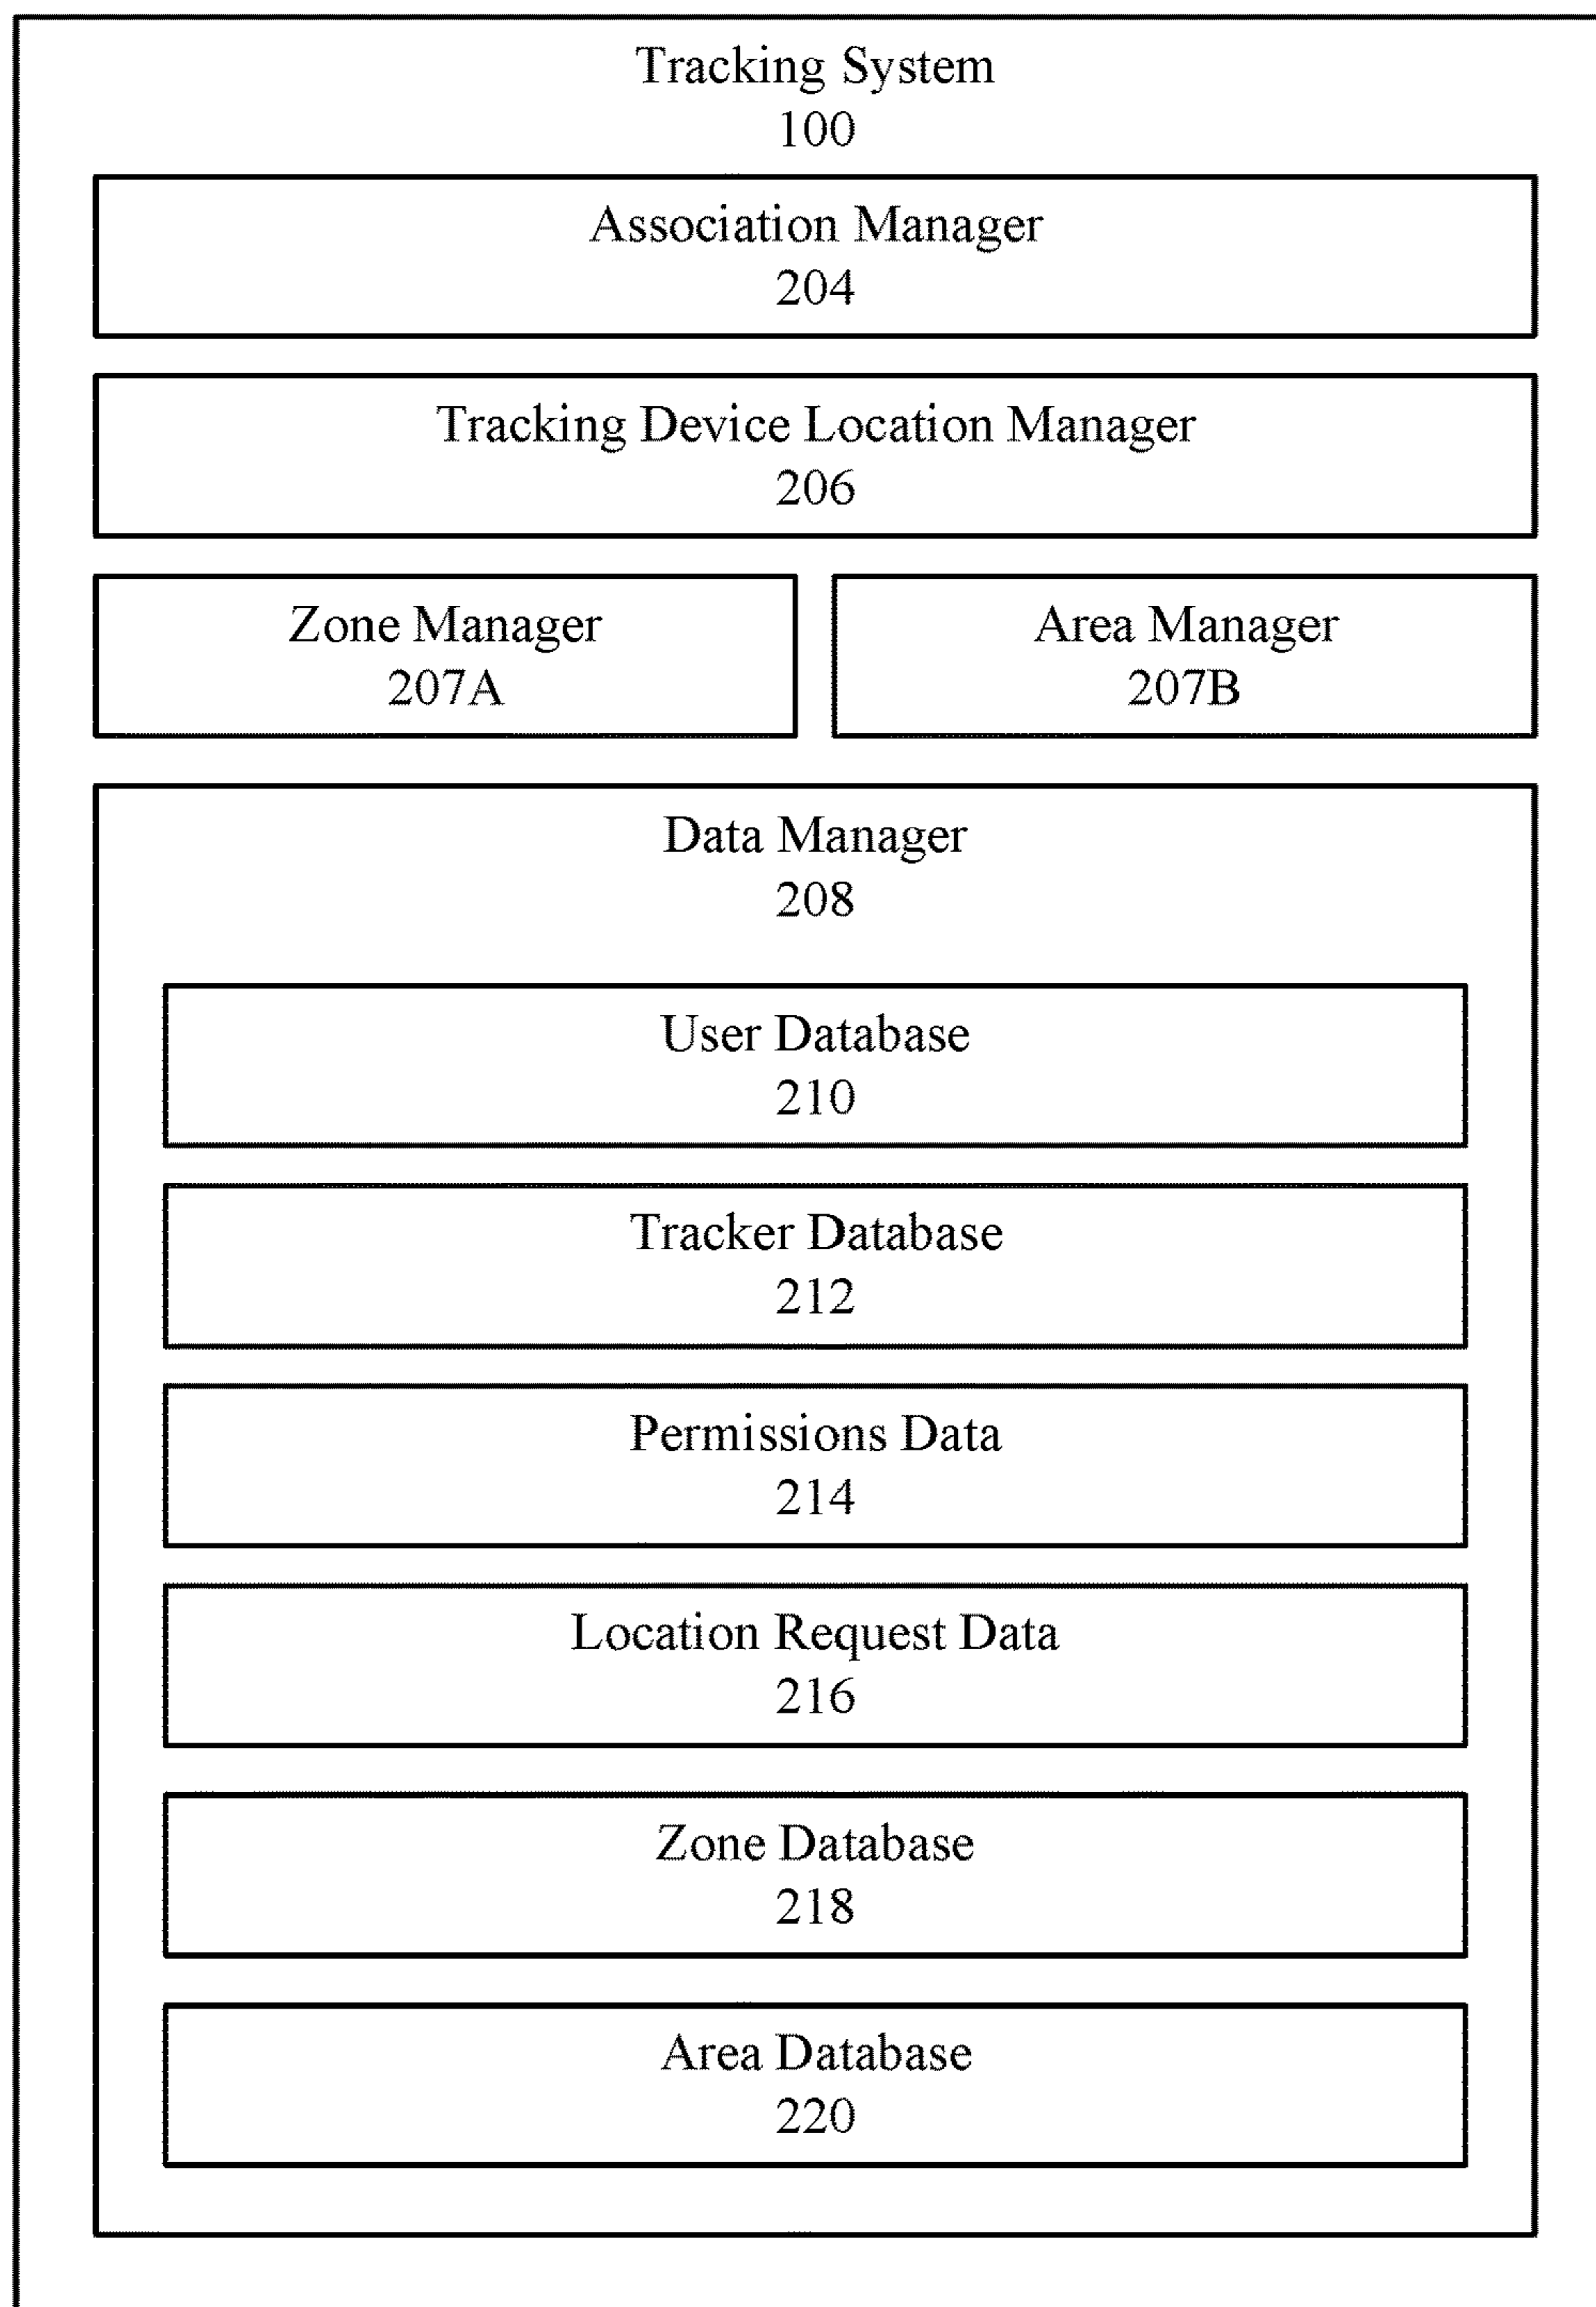 Tracking System
100
Association Manager
204
Tracking Device Location Manager
206
Zone Manager
207A
Area Manager
207B
Data Manager
208
User Database
210
Tracker Database
212
Permissions Data
214
Location Request Data
216
Zone Database
218
Area Database
220